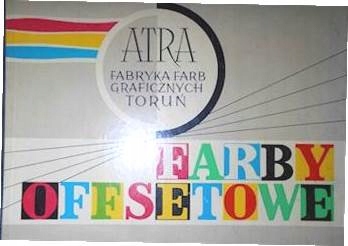 ATRA
FABRYKA FARB
GRAFICZNYCH
TORUŃ
FARBY
OFFSETOWE